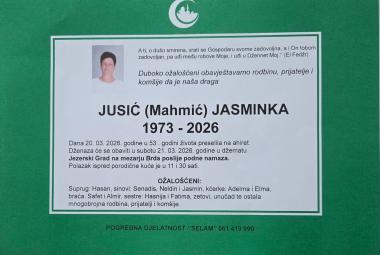 A ti, o dušo smirena, vrati se Gospodaru svome zadovoljna, a i On tobom
zadovoljan, pa uđi među robove Moje, i uđi u Džennet Moj." (El Fedžr)
Duboko ožalošćeni obavještavamo rodbinu, prijatelje i
komšije da je naša draga
JUSIĆ (Mahmić) JASMINKA
1973 - 2026
Dana 20. 03. 2026. godine u 53 godini života preselila na ahiret.
Dženaza će se obaviti u subotu 21. 03. 2026. godine u džematu
Jezerski Grad na mezarju Brda poslije podne namaza.
Polazak ispred porodične kuće je u 11 i 30 sati.
OŽALOŠĆENI:
Suprug: Hasan, sinovi: Senadis, Neldin i Jasmin, kćerke: Adelma i Elma,
braća: Safet i Almir, sestre: Hasnija i Fatima, zetovi, unučad te ostala
mnogobrojna rodbina, prijatelji i komšije.
POGREBNA DJELATNOST "SELAM" 061 419 990